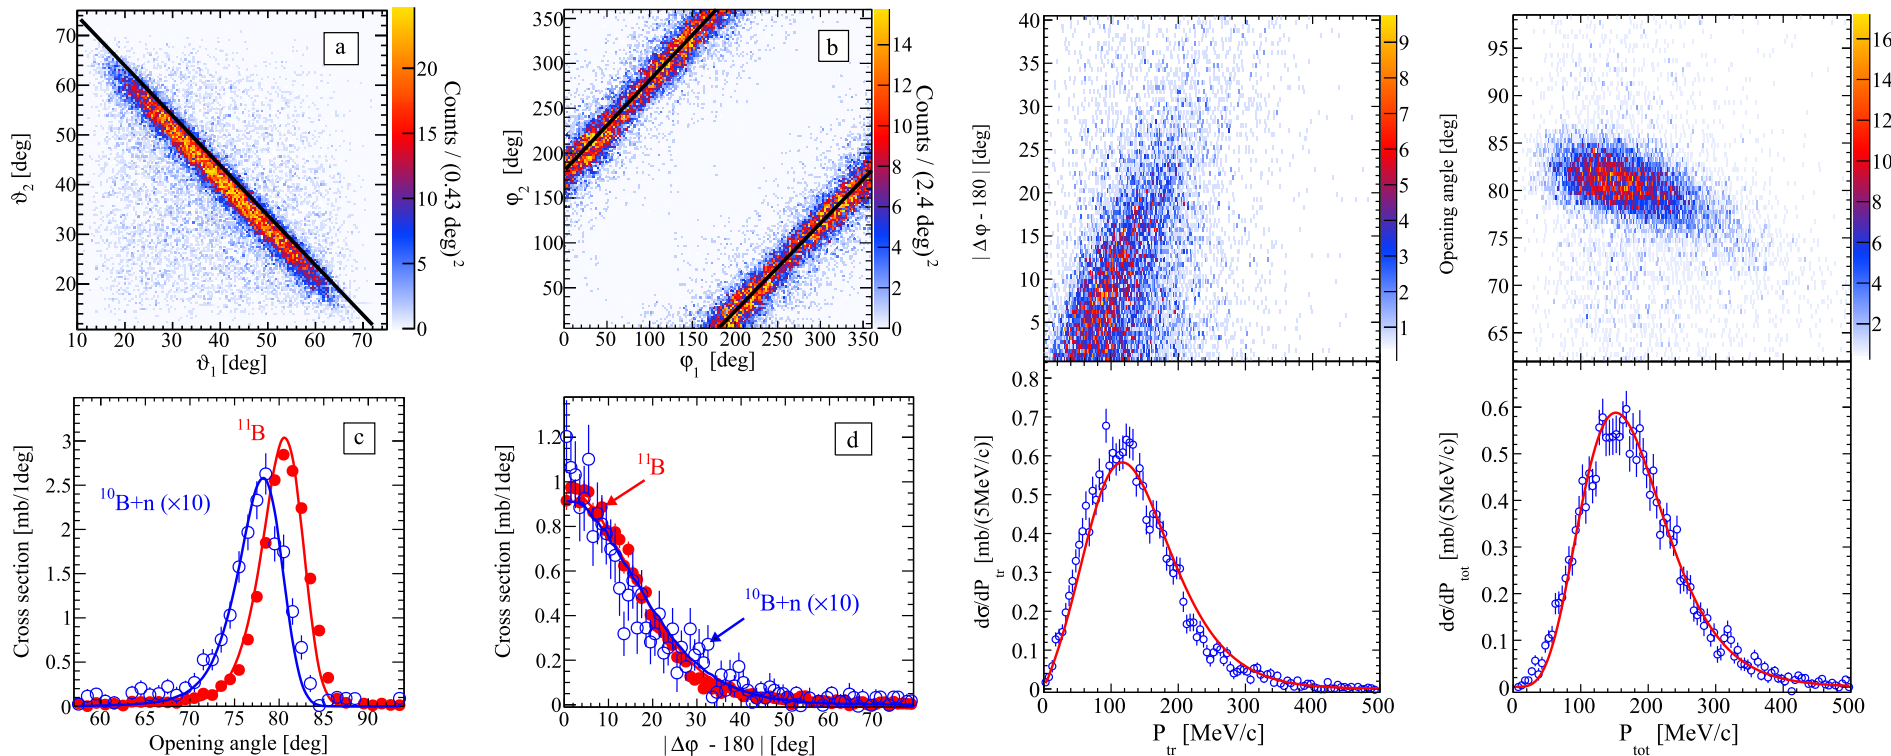 a
70
60
50
40
30
20
ϑ2 [deg]
10 20 30 40 50 60 70
ϑ1 [deg]
20
15
10
5
0
Counts / (0.43 deg)2
b
350
300
250
200
150
100
50
φ2 [deg]
0 50 100 150 200 250 300 350
φ1 [deg]
14
12
10
8
6
4
2
0
Counts / (2.4 deg)2
40
35
30
25
20
15
10
5
| Δφ - 180 | [deg]
9
8
7
6
5
4
3
2
1
95
90
85
80
75
70
65
Opening angle [deg]
16
14
12
10
8
6
4
2
c
11B
10B+n (×10)
3
2.5
2
1.5
1
0.5
0
Cross section [mb/1deg]
60 65 70 75 80 85 90
Opening angle [deg]
d
11B
10B+n (×10)
1.2
1
0.8
0.6
0.4
0.2
0
Cross section [mb/1deg]
0 10 20 30 40 50 60 70
| Δφ - 180 | [deg]
0.8
0.7
0.6
0.5
0.4
0.3
0.2
0.1
0
dσ/dPtr [mb/(5MeV/c)]
0 100 200 300 400 500
Ptr [MeV/c]
0.6
0.5
0.4
0.3
0.2
0.1
0
dσ/dPtot [mb/(5MeV/c)]
0 100 200 300 400 500
Ptot [MeV/c]